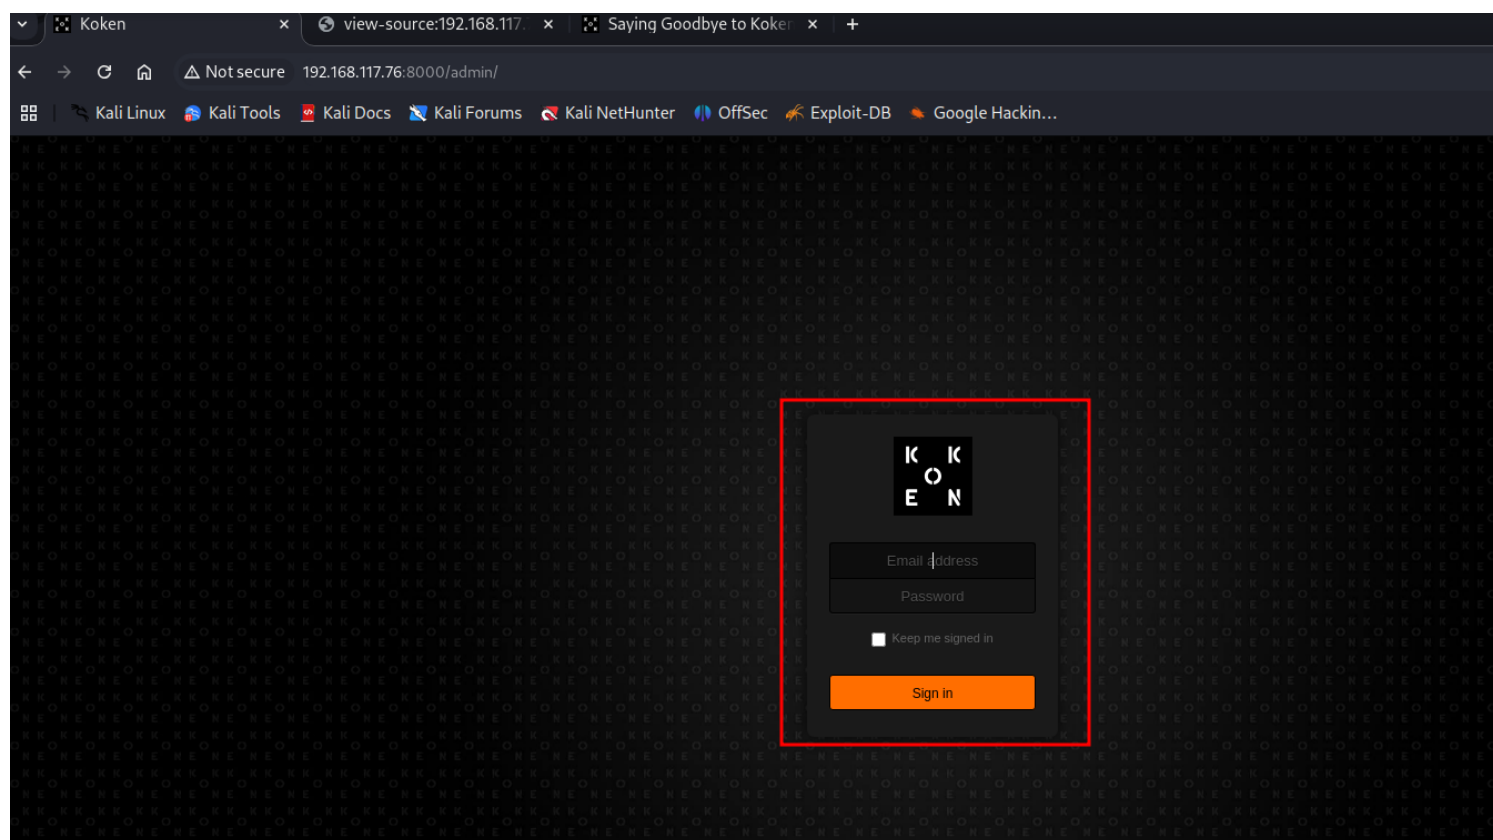 Koken
view-source:192.168.117.
Saying Goodbye to Koken
Not secure 192.168.117.76:8000/admin/
Kali Linux Kali Tools Kali Docs Kali Forums Kali NetHunter OffSec Exploit-DB Google Hackin...
K K
O
E N
Email address
Password
Keep me signed in
Sign in